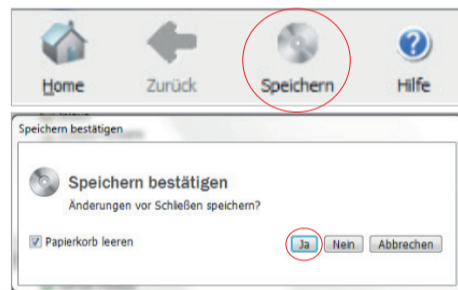 Home Zurück Speichern Hilfe
Speichern bestätigen
Speichern bestätigen
Änderungen vor Schließen speichern?
Papierkorb leeren Ja Nein Abbrechen